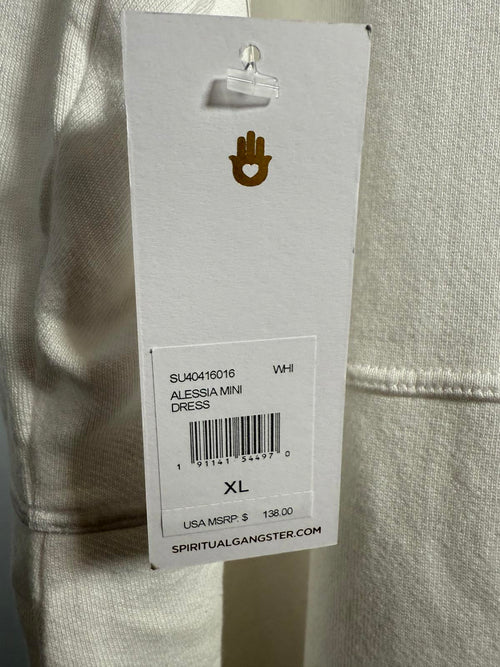 SU40416016 WHI
ALESSIA MINI
DRESS
1 91141 54497 0
XL
USA MSRP: $ 138.00
SPIRITUALGANGSTER.COM